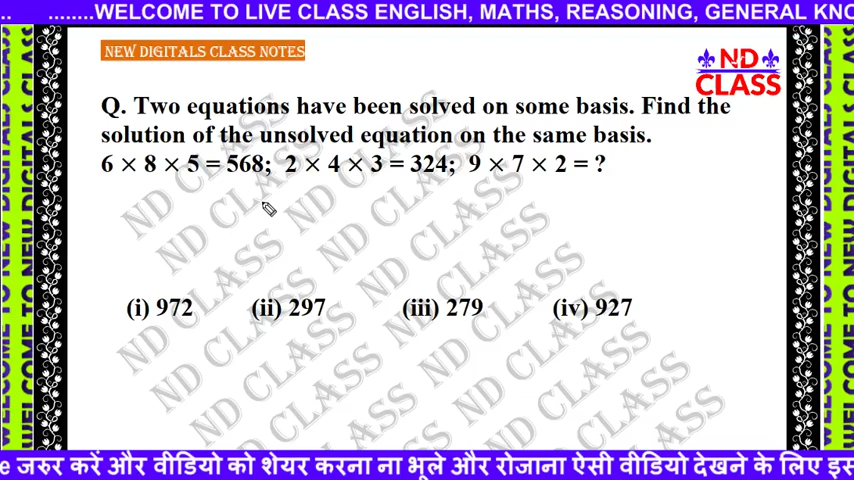 .. ........WELCOME TO LIVE CLASS ENGLISH, MATHS, REASONING, GENERAL KNO
NEW DIGITALS CLASS NOTES
ND
CLASS
Q. Two equations have been solved on some basis. Find the
solution of the unsolved equation on the same basis.
6 × 8 × 5 = 568; 2 × 4 × 3 = 324; 9 × 7 × 2 = ?
(i) 972 (ii) 297 (iii) 279 (iv) 927
e जरुर करें और वीडियो को शेयर करना ना भूले और रोजाना ऐसी वीडियो देखने के लिए इस